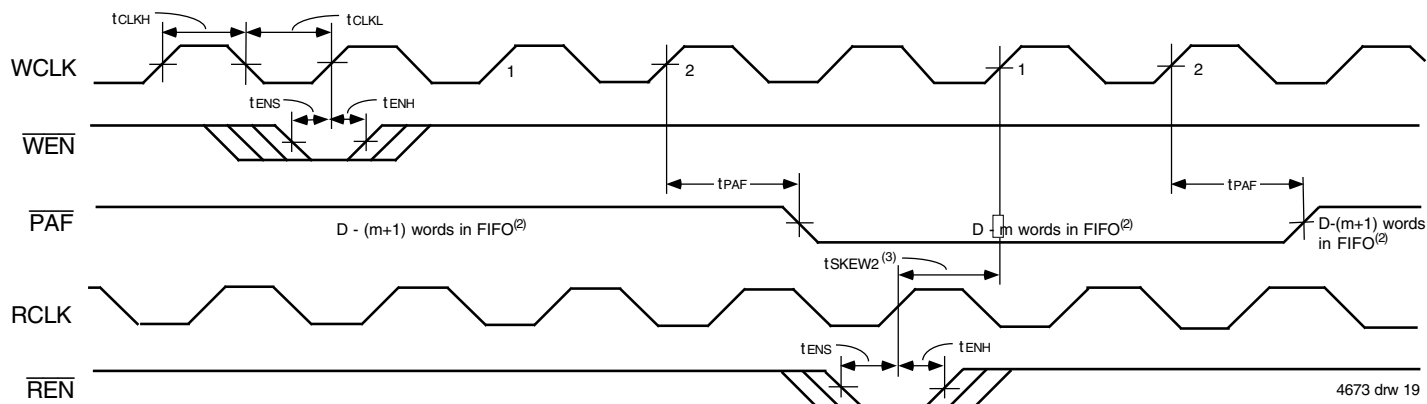 tCLKH
tCLKL
WCLK
1
2
1
2
tENS
tENH
WEN
tPAF
tPAF
PAF
D - (m+1) words in FIFO(2)
D - m words in FIFO(2)
D-(m+1) words
in FIFO(2)
tSKEW2 (3)
RCLK
tENS
tENH
REN
4673 drw 19